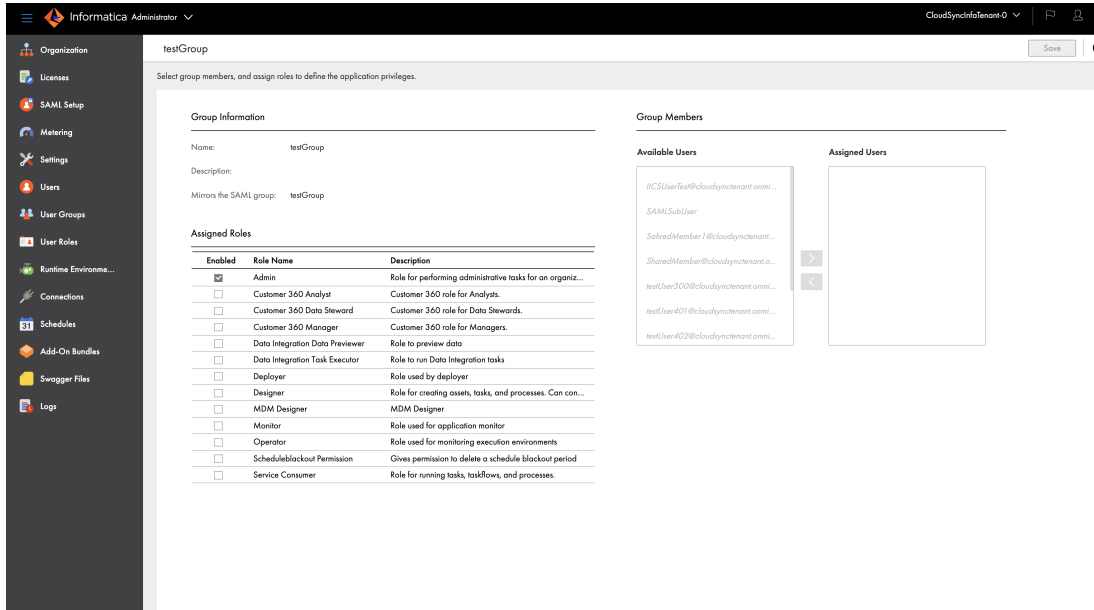 Informatica Administrator
CloudSyncInfaTenant-0
Organization
Licenses
SAML Setup
Metering
Settings
Users
User Groups
User Roles
Runtime Environme...
Connections
31 Schedules
Add-On Bundles
Swagger Files
Logs
testGroup
Save
Select group members, and assign roles to define the application privileges.
Group Information
Name: testGroup
Description:
Mirrors the SAML group: testGroup
Assigned Roles
Enabled Role Name Description
Admin Role for performing administrative tasks for an organiz...
Customer 360 Analyst Customer 360 role for Analysts.
Customer 360 Data Steward Customer 360 role for Data Stewards.
Customer 360 Manager Customer 360 role for Managers.
Data Integration Data Previewer Role to preview data
Data Integration Task Executor Role to run Data Integration tasks
Deployer Role used by deployer
Designer Role for creating assets, tasks, and processes. Can con...
MDM Designer MDM Designer
Monitor Role used for application monitor
Operator Role used for monitoring execution environments
Scheduleblackout Permission Gives permission to delete a schedule blackout period
Service Consumer Role for running tasks, taskflows, and processes.
Group Members
Available Users Assigned Users
IICSUserTest@cloudsynctenant.onmi...
SAMLSubUser
SahredMember1@cloudsynctenant...
SharedMember@cloudsynctenant.o...
testUser300@cloudsynctenant.onmi...
testUser401@cloudsynctenant.onmi...
testUser402@cloudsynctenant.onmi...